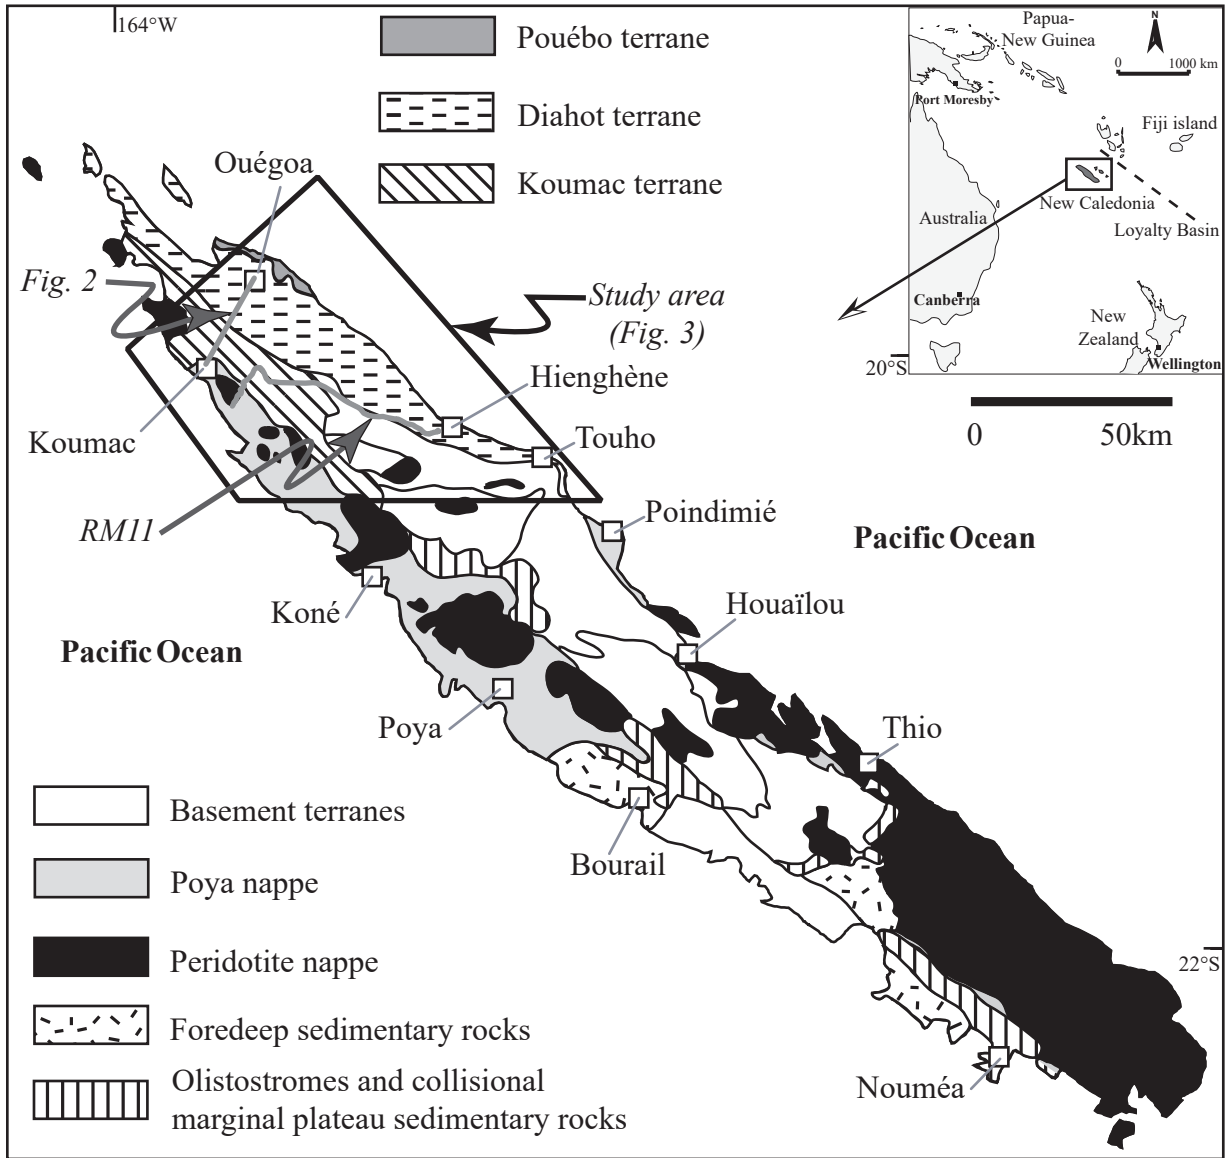 164°W
Pouébo terrane
Diahot terrane
Koumac terrane
Papua-
New Guinea
N
0
1000 km
Port Moresby
Fiji island
New Caledonia
Australia
Loyalty Basin
Canberra
New
Zealand
Wellington
Ouégoa
Fig. 2
Study area
(Fig. 3)
20°S
Hienghène
0
50km
Koumac
Touho
RM11
Poindimié
Pacific Ocean
Koné
Houaïlou
Pacific Ocean
Poya
Thio
Basement terranes
Bourail
Poya nappe
Peridotite nappe
22°S
Foredeep sedimentary rocks
Olistostromes and collisional
marginal plateau sedimentary rocks
Nouméa